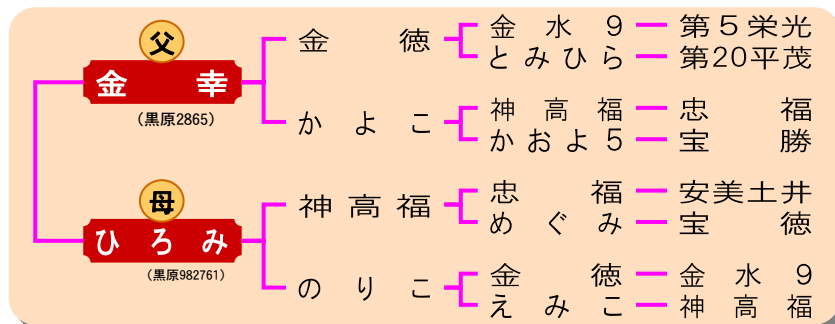 父
金幸
(黒原2865)
母
ひろみ
(黒原982761)
金徳
かよこ
神高福
のりこ
金水9
とみひら
神高福
かおよ5
忠福
めぐみ
金徳
えみこ
第5栄光
第20平茂
忠福
宝勝
安美土井
宝徳
金水9
神高福